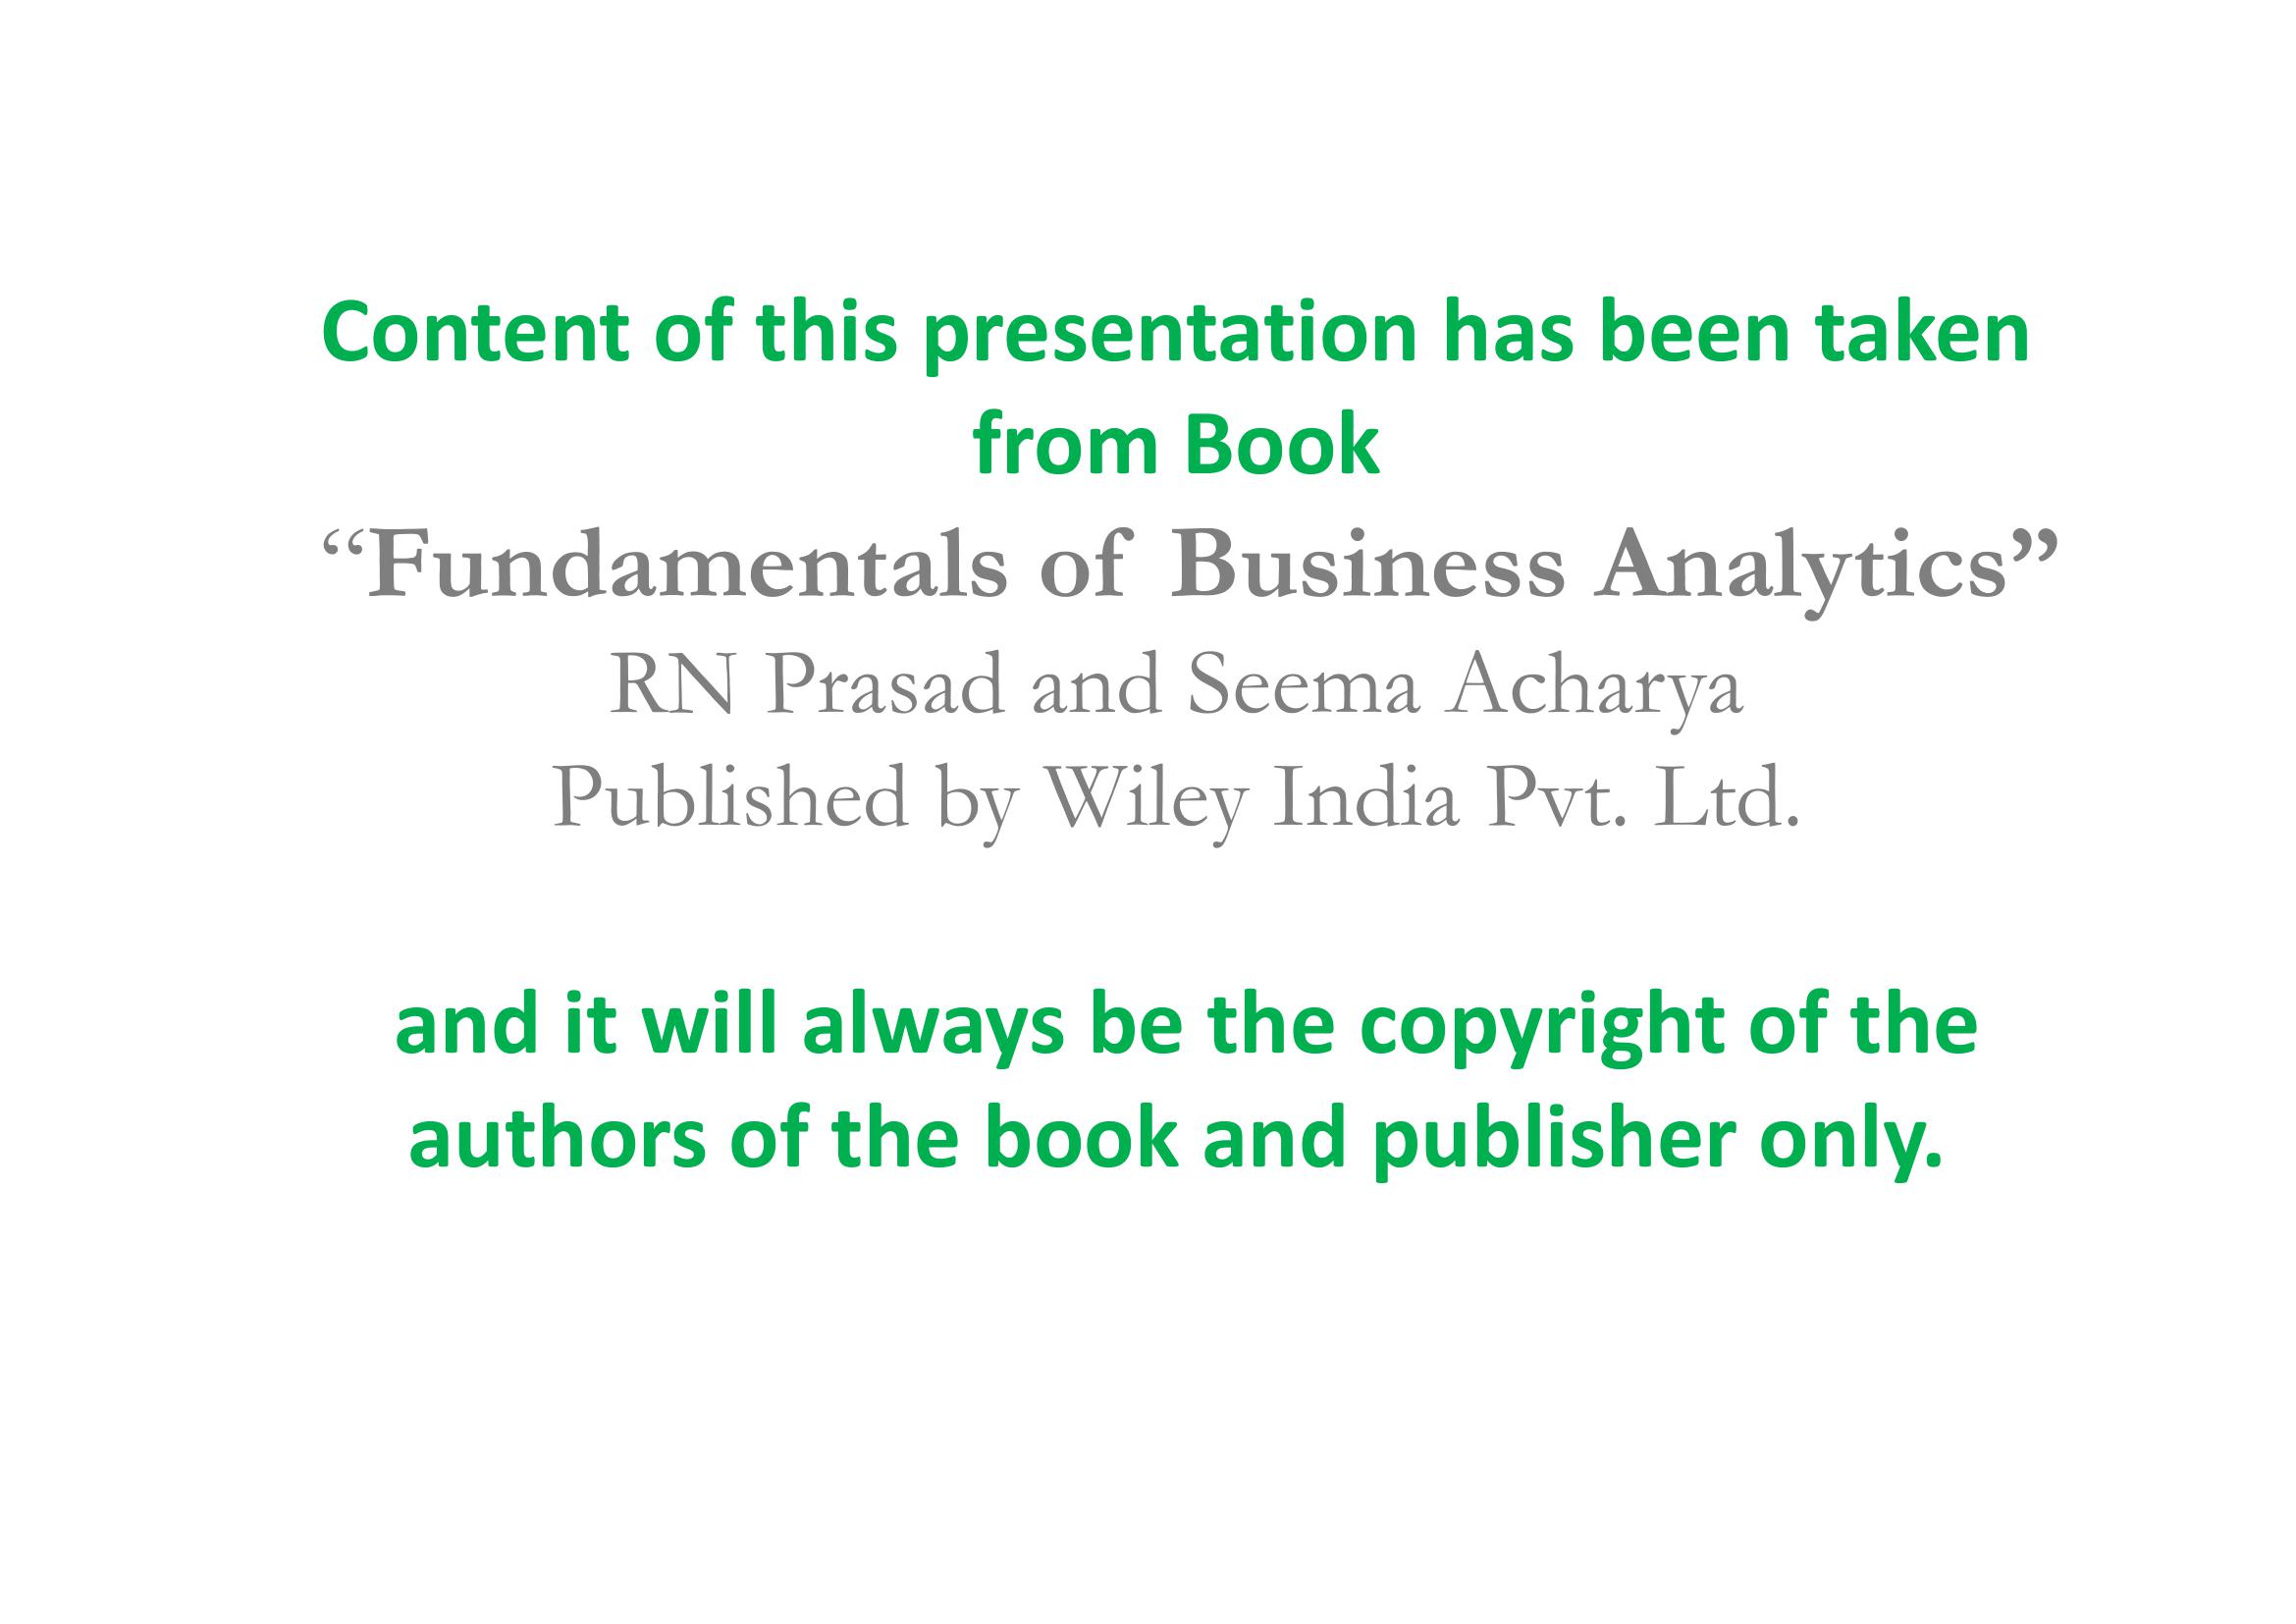 Content of this presentation has been taken
from Book
“Fundamentals of Business Analytics”
RN Prasad and Seema Acharya
Published by Wiley India Pvt. Ltd.
and it will always be the copyright of the
authors of the book and publisher only.